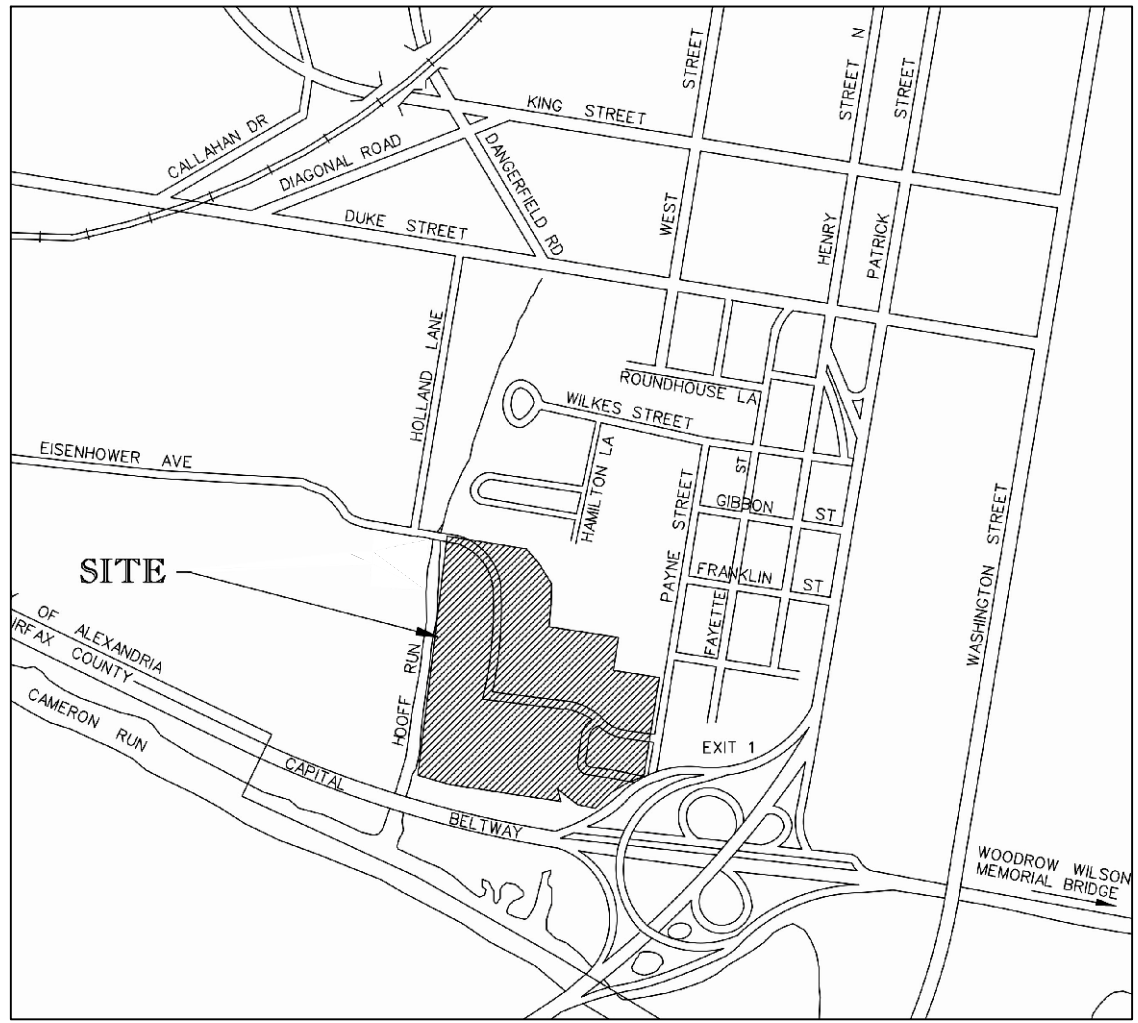 STREET
STREET N
STREET
KING STREET
CALLAHAN DR
DIAGONAL ROAD
DANGERFIELD RD
WEST
DUKE STREET
HENRY
PATRICK
HOLLAND LANE
ROUNDHOUSE LA
WILKES STREET
EISENHOWER AVE
HAMILTON LA
ST
PAYNE STREET
GIBBON ST
WASHINGTON STREET
SITE
FRANKLIN ST
FAYETTE
OF ALEXANDRIA
IRFAX COUNTY
HOOFF RUN
CAMERON RUN
EXIT 1
CAPITAL
BELTWAY
WOODROW WILSON
MEMORIAL BRIDGE